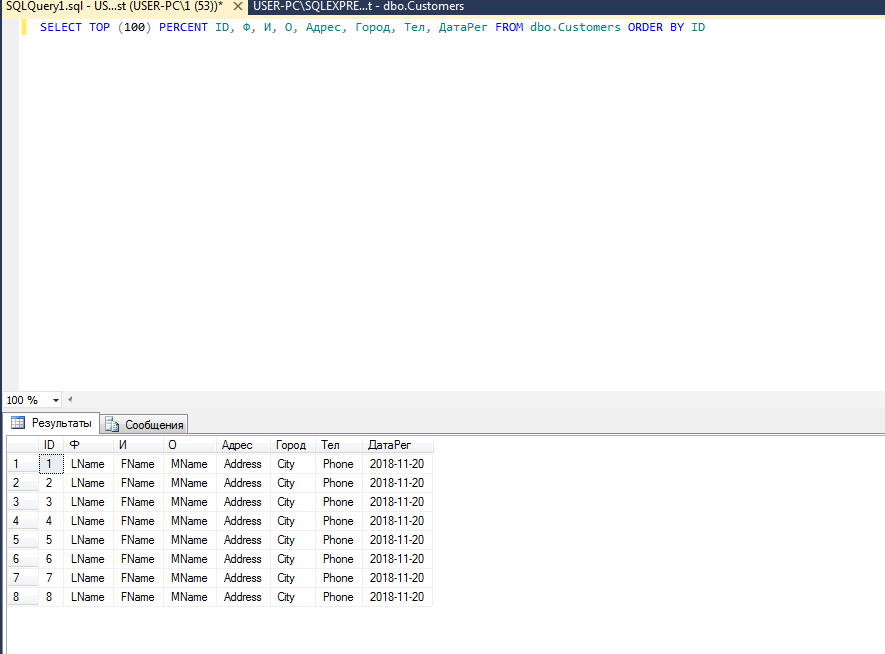 SQLQuery1.sql - US...st (USER-PC\1 (53))* USER-PC\SQLEXPRE...t - dbo.Customers
SELECT TOP (100) PERCENT ID, Ф, И, О, Адрес, Город, Тел, ДатаРег FROM dbo.Customers ORDER BY ID
100 %
Результаты Сообщения
ID Ф И О Адрес Город Тел ДатаРег
1 1 LName FName MName Address City Phone 2018-11-20
2 2 LName FName MName Address City Phone 2018-11-20
3 3 LName FName MName Address City Phone 2018-11-20
4 4 LName FName MName Address City Phone 2018-11-20
5 5 LName FName MName Address City Phone 2018-11-20
6 6 LName FName MName Address City Phone 2018-11-20
7 7 LName FName MName Address City Phone 2018-11-20
8 8 LName FName MName Address City Phone 2018-11-20